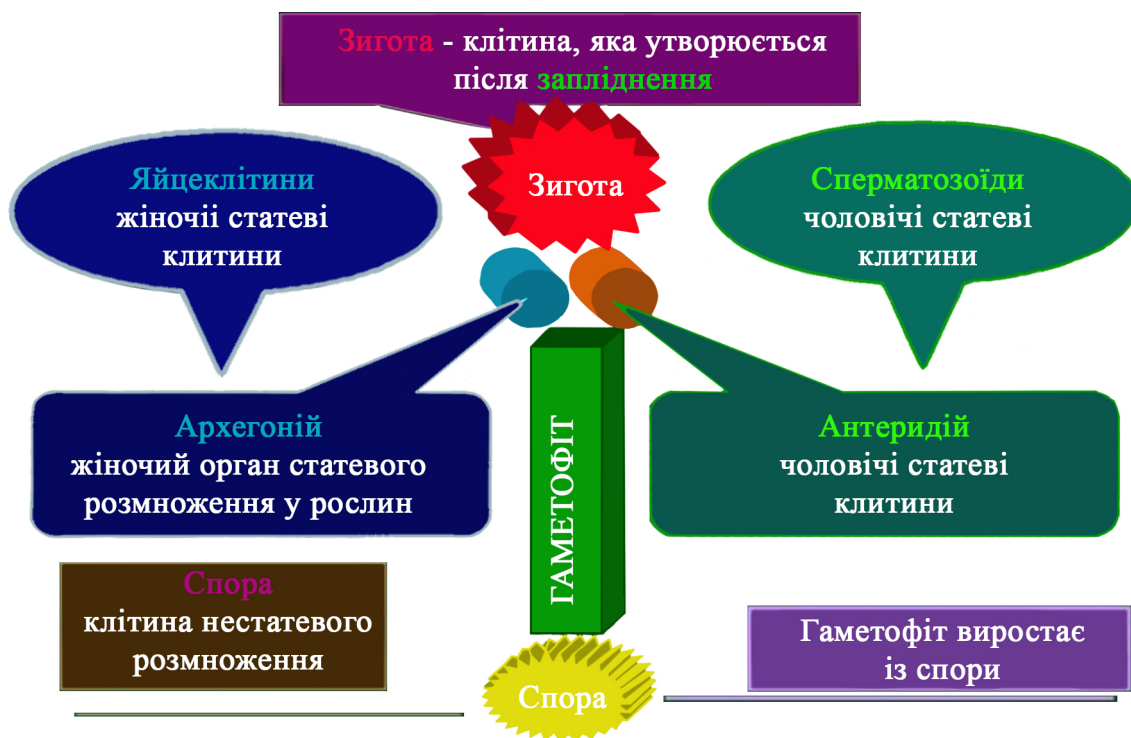 Зигота - клітина, яка утворюється
після запліднення
Зигота
Яйцеклітини
жіночіі статеві
клитини
Сперматозоїди
чоловічі статеві
клитини
Архегоній
жіночий орган статевого
розмноження у рослин
Антеридій
чоловічі статеві
клитини
ГАМЕТОФІТ
Спора
клітина нестатевого
розмноження
Гаметофіт виростає
із спори
Спора